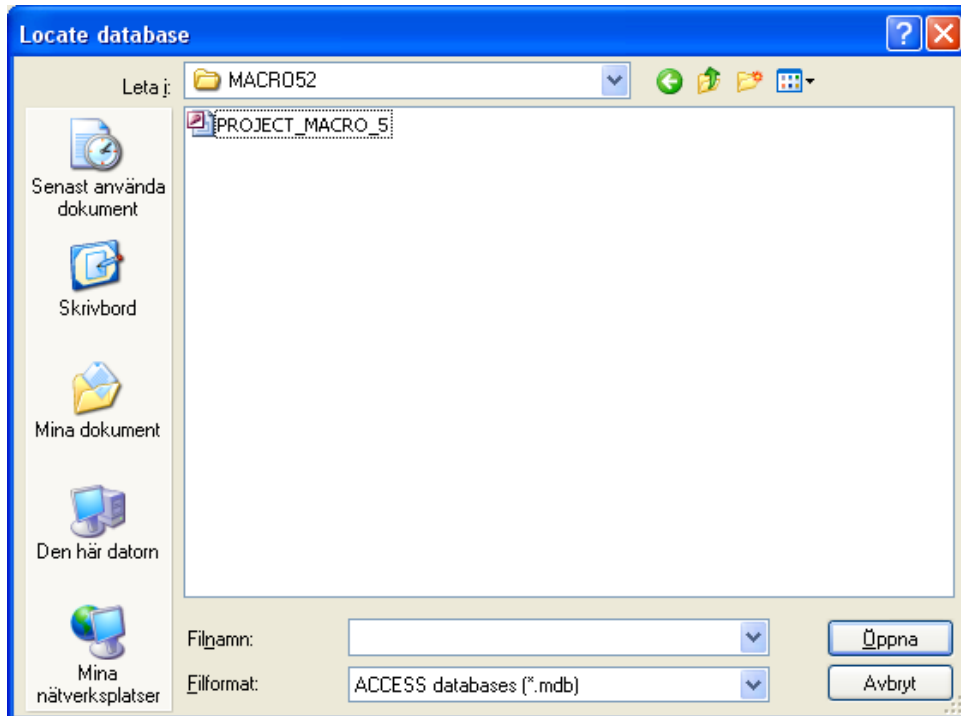 Locate database
Leta i:
MACRO52
PROJECT_MACRO_5
Senast använda
dokument
Skrivbord
Mina dokument
Den här datorn
Mina
nätverksplatser
Filnamn:
Öppna
Filformat:
ACCESS databases (*.mdb)
Avbryt